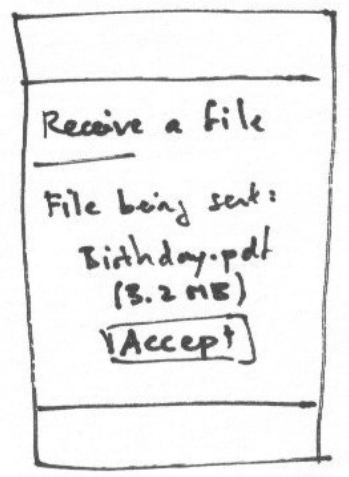 Receive a file
File being sent:
Birthday.pdf
(3.2 MB)
Accept